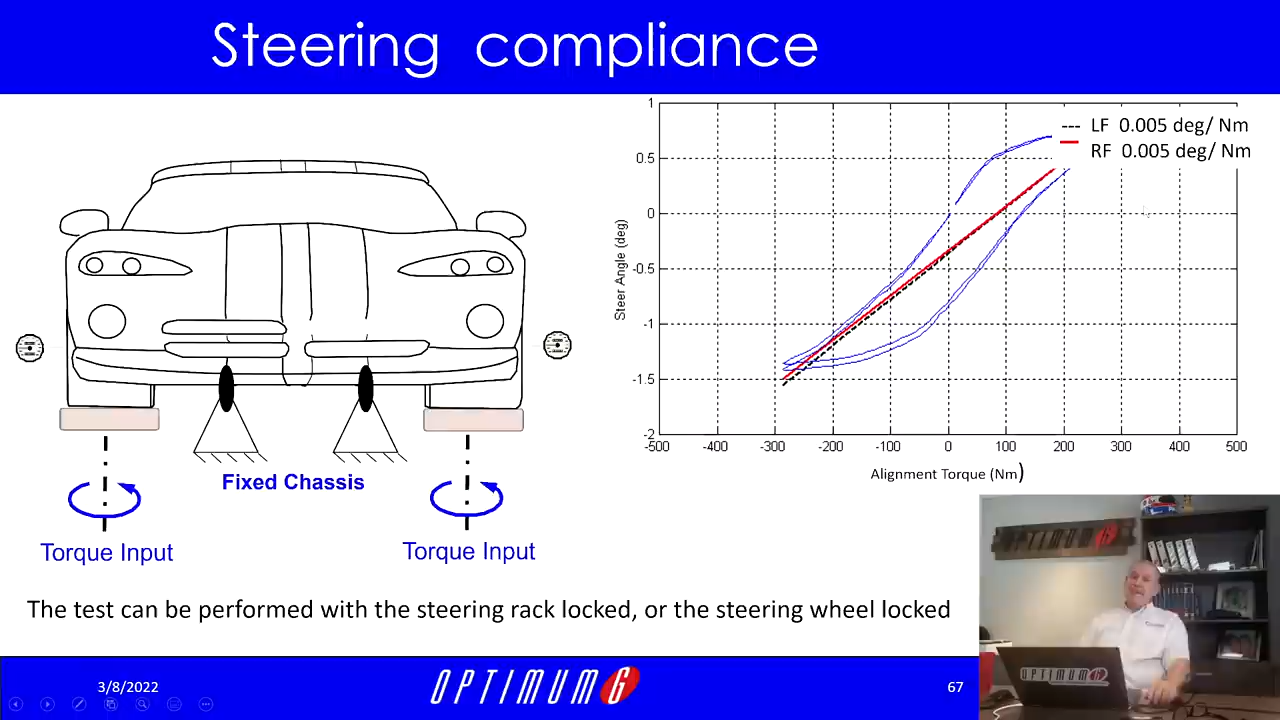 Steering compliance
1
0.5
0
-0.5
-1
-1.5
-2
Steer Angle (deg)
LF 0.005 deg/ Nm
RF 0.005 deg/ Nm
-500 -400 -300 -200 -100 0 100 200 300 400 500
Alignment Torque (Nm)
Fixed Chassis
Torque Input
Torque Input
The test can be performed with the steering rack locked, or the steering wheel locked
OPTIMUM G
OPTIMUM G
3/8/2022
OPTIMUM G
67